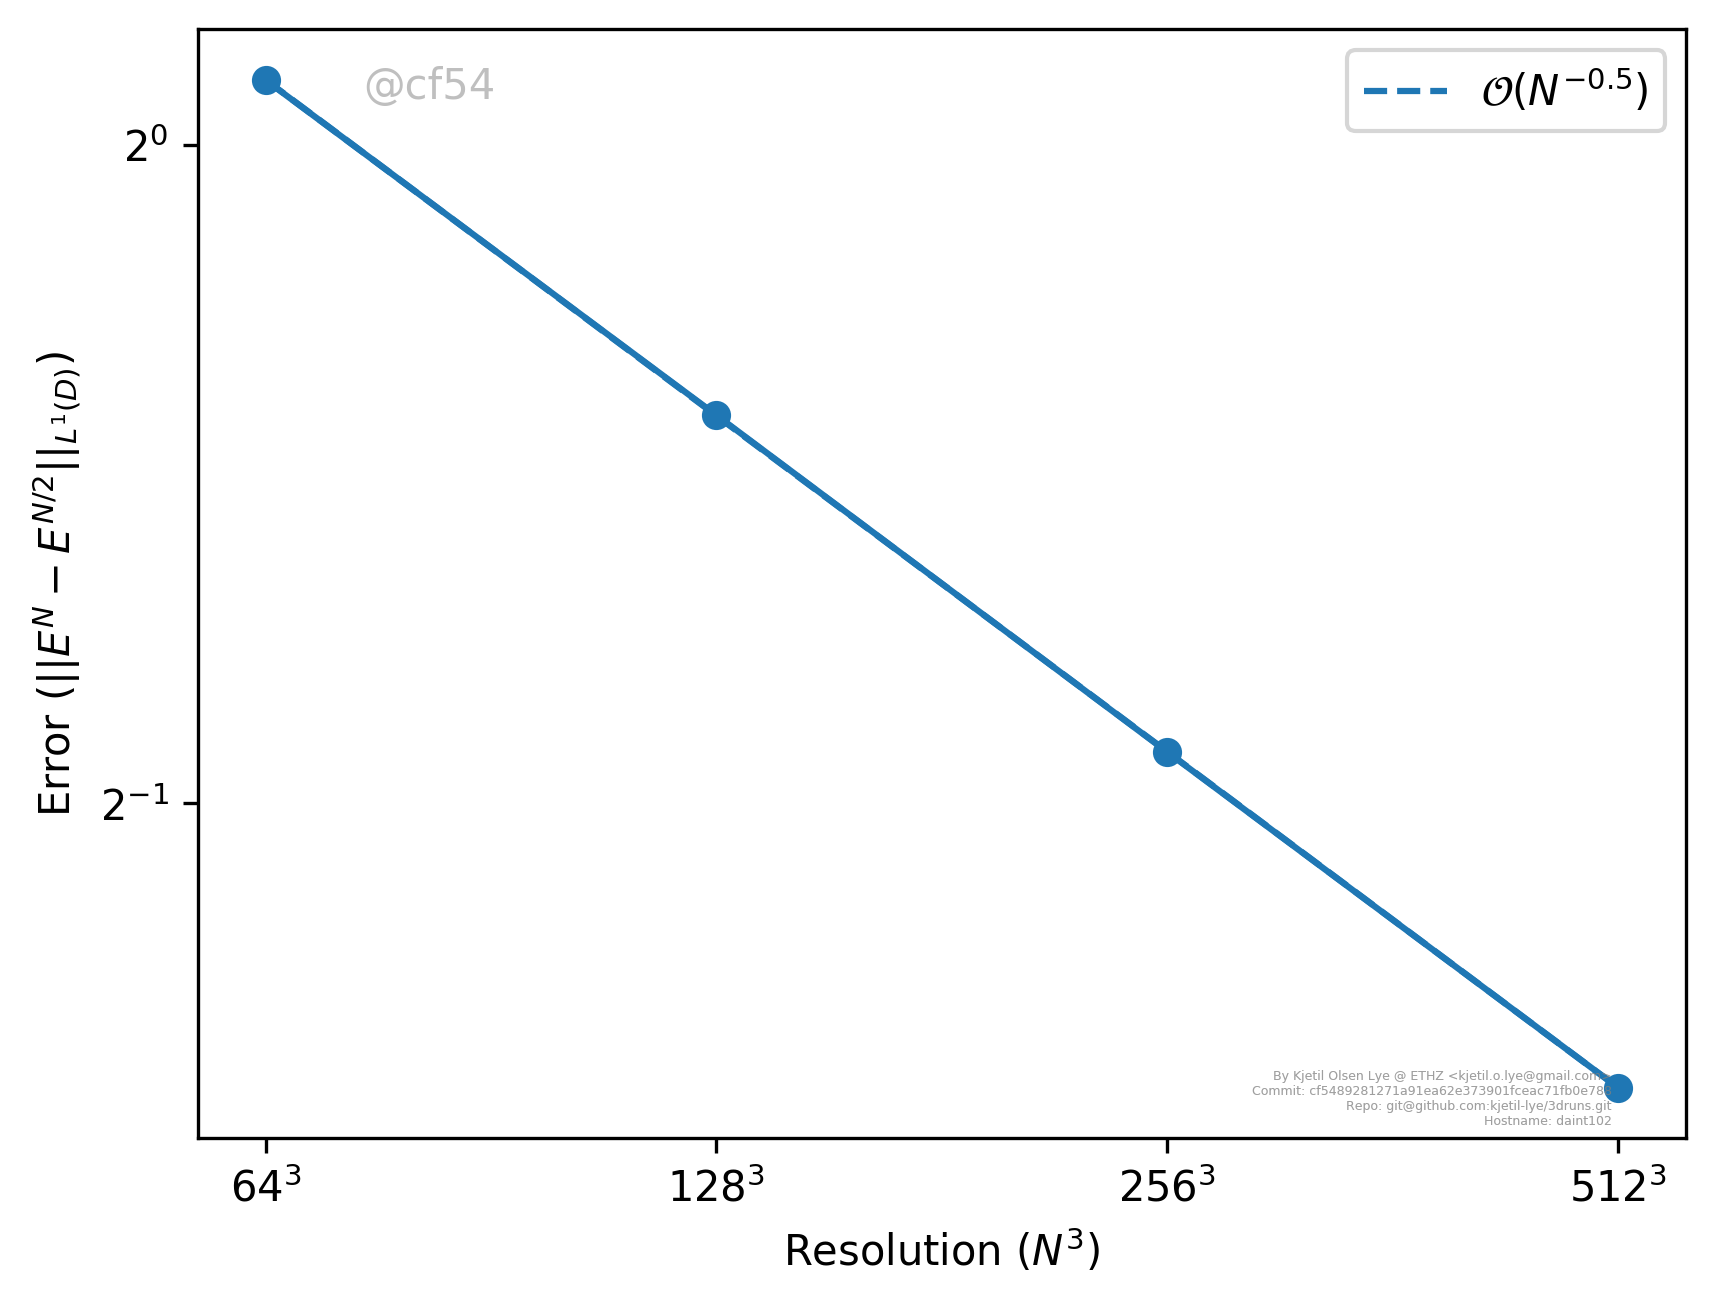 @cf54
𝒪(N^−0.5)
2^0
Error (||E^N − E^{N/2}||_{L^1(D)})
2^−1
By Kjetil Olsen Lye @ ETHZ <kjetil.o.lye@gmail.com>
Commit: cf5489281271a91ea62e373901fceac71fb0e78
Repo: git@github.com:kjetil-lye/3druns.git
Hostname: daint102
64^3 128^3 256^3 512^3
Resolution (N^3)